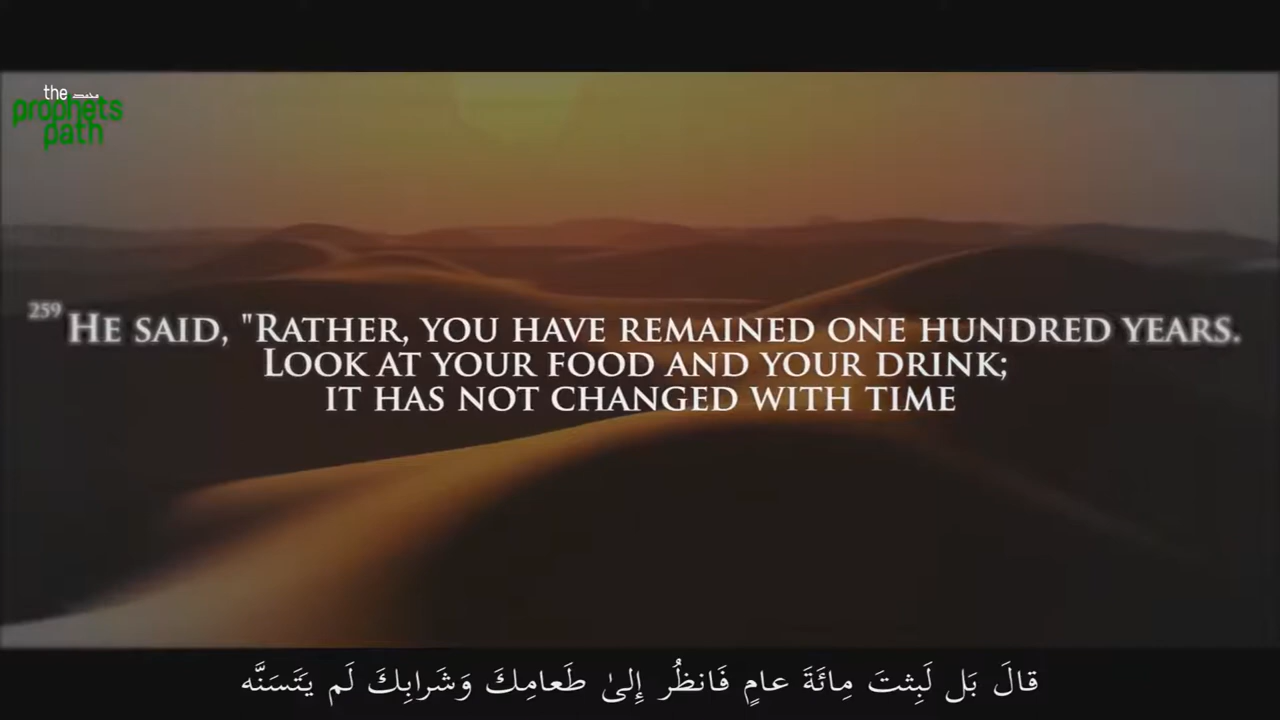 the محمد
prophets
path
259 HE SAID, "RATHER, YOU HAVE REMAINED ONE HUNDRED YEARS.
LOOK AT YOUR FOOD AND YOUR DRINK;
IT HAS NOT CHANGED WITH TIME
قالَ بَل لَبِثتَ مِائَةَ عامٍ فَانظُر إِلىٰ طَعامِكَ وَشَرابِكَ لَم يَتَسَنَّه